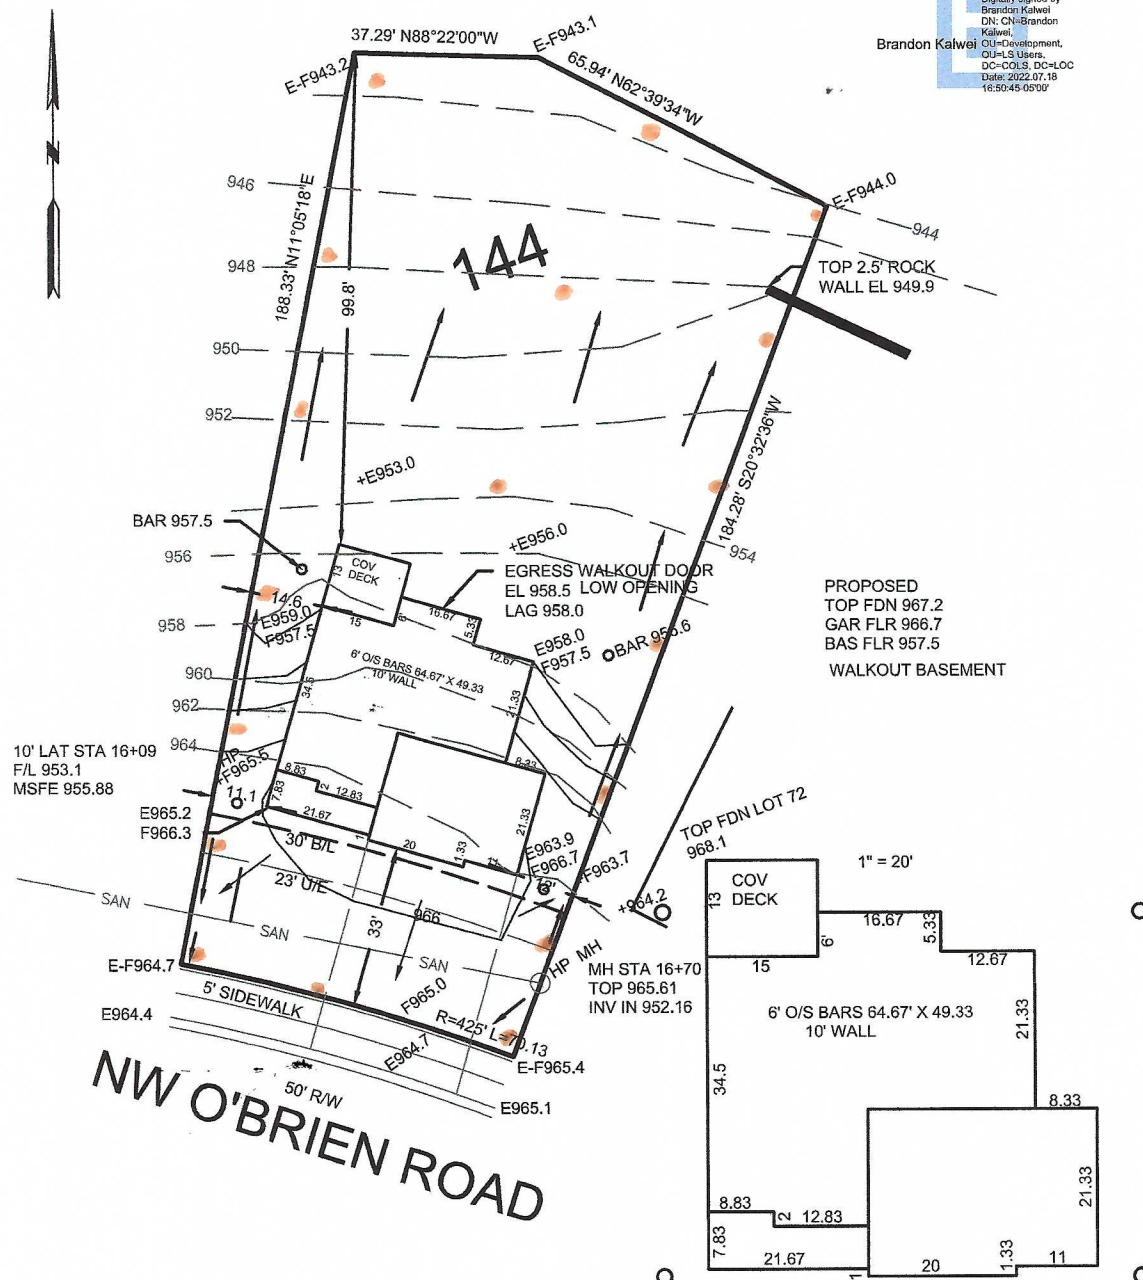 Digitally signed by
Brandon Kalwei
DN: CN=Brandon
Kalwei,
OU=Development,
OU=LS Users,
DC=COLS, DC=LOC
Date: 2022.07.18
16:50:45-05'00'
Brandon Kalwei
37.29' N88°22'00"W
E-F943.1
E-F943.2
65.94' N62°39'34"W
N
E-F944.0
946
944
188.33' N11°05'18"E
144
948
99.8'
TOP 2.5' ROCK
WALL EL 949.9
950
952
184.28' S20°32'36"W
+E953.0
BAR 957.5
956
+E956.0
954
COV
DECK
13
EGRESS WALKOUT DOOR
EL 958.5 LOW OPENING
LAG 958.0
PROPOSED
TOP FDN 967.2
GAR FLR 966.7
BAS FLR 957.5
WALKOUT BASEMENT
14.6
E959.0
F957.5
958
15
6'
16.67
5.33
12.67
E958.0
F957.5
6' O/S BARS 64.67' X 49.33
10' WALL
960
34.5
21.33
962
964
10' LAT STA 16+09
F/L 953.1
MSFE 955.88
HP
+F965.5
11.1
8.83
2
12.83
7.83
21.67
8.33
21.33
E965.2
F966.3
30' B/L
1
20
1.33
11
E963.9
F966.7
+F963.7
TOP FDN LOT 72
968.1
1" = 20'
23' U/E
966
12'
+964.2
SAN
SAN
SAN
33'
HP MH
MH STA 16+70
TOP 965.61
INV IN 952.16
E-F964.7
5' SIDEWALK
F965.0
R=425' L=70.13
E964.4
E964.7
E-F965.4
E965.1
50' R/W
NW O'BRIEN ROAD
COV
DECK
13
6'
15
16.67
5.33
12.67
6' O/S BARS 64.67' X 49.33
10' WALL
21.33
34.5
8.33
21.33
8.83
2
12.83
7.83
21.67
1
20
1.33
11